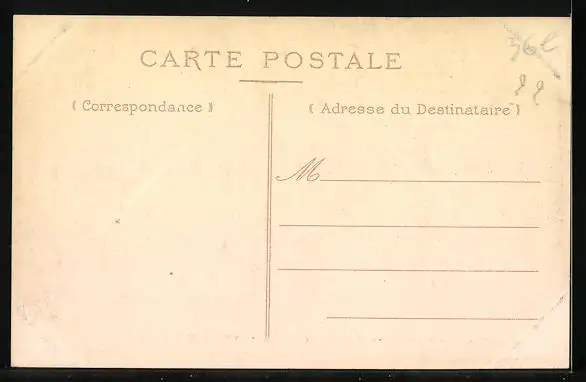 CARTE POSTALE
( Correspondance )
( Adresse du Destinataire )
M